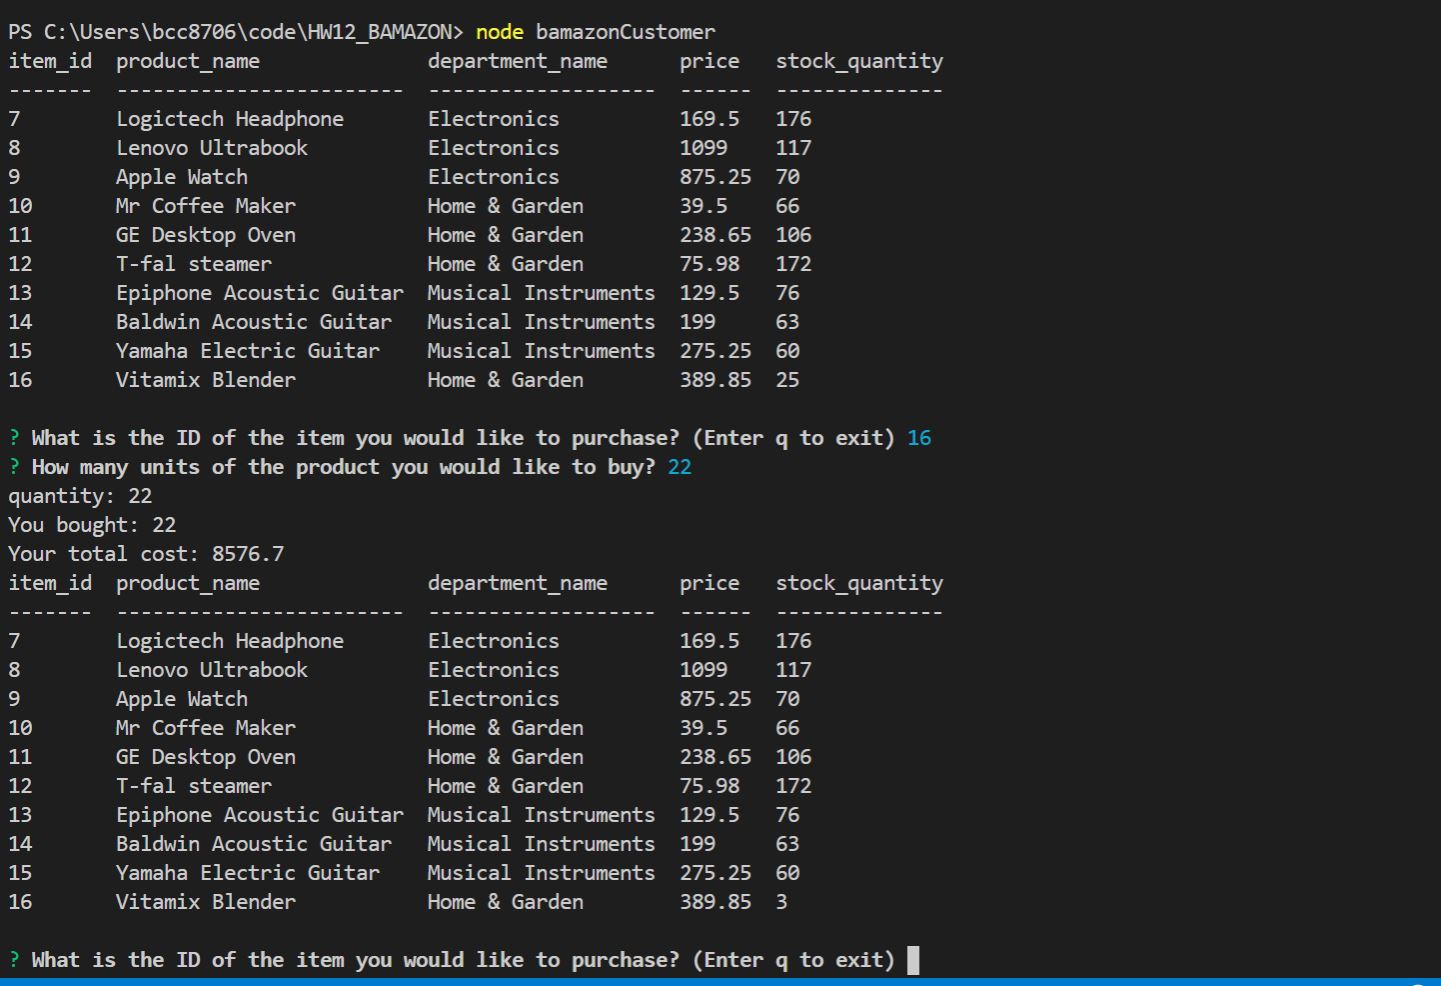 PS C:\Users\bcc8706\code\HW12_BAMAZON> node bamazonCustomer
item_id  product_name              department_name      price   stock_quantity
-------  ------------------------  -------------------  ------  --------------
7        Logictech Headphone       Electronics          169.5   176
8        Lenovo Ultrabook          Electronics          1099    117
9        Apple Watch               Electronics          875.25  70
10       Mr Coffee Maker           Home & Garden        39.5    66
11       GE Desktop Oven           Home & Garden        238.65  106
12       T-fal steamer             Home & Garden        75.98   172
13       Epiphone Acoustic Guitar  Musical Instruments  129.5   76
14       Baldwin Acoustic Guitar   Musical Instruments  199     63
15       Yamaha Electric Guitar    Musical Instruments  275.25  60
16       Vitamix Blender           Home & Garden        389.85  25
? What is the ID of the item you would like to purchase? (Enter q to exit) 16
? How many units of the product you would like to buy? 22
quantity: 22
You bought: 22
Your total cost: 8576.7
item_id  product_name              department_name      price   stock_quantity
-------  ------------------------  -------------------  ------  --------------
7        Logictech Headphone       Electronics          169.5   176
8        Lenovo Ultrabook          Electronics          1099    117
9        Apple Watch               Electronics          875.25  70
10       Mr Coffee Maker           Home & Garden        39.5    66
11       GE Desktop Oven           Home & Garden        238.65  106
12       T-fal steamer             Home & Garden        75.98   172
13       Epiphone Acoustic Guitar  Musical Instruments  129.5   76
14       Baldwin Acoustic Guitar   Musical Instruments  199     63
15       Yamaha Electric Guitar    Musical Instruments  275.25  60
16       Vitamix Blender           Home & Garden        389.85  3
? What is the ID of the item you would like to purchase? (Enter q to exit)